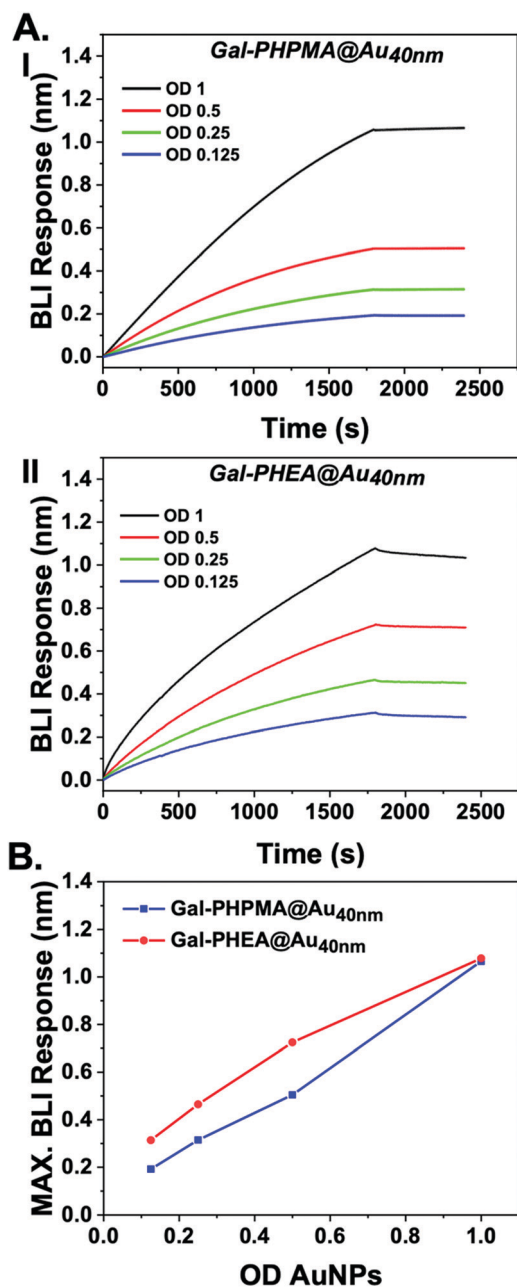 A.
I
Gal-PHPMA@Au40nm
OD 1
OD 0.5
OD 0.25
OD 0.125
BLI Response (nm)
1.4
1.2
1.0
0.8
0.6
0.4
0.2
0.0
0 500 1000 1500 2000 2500
Time (s)
II
Gal-PHEA@Au40nm
OD 1
OD 0.5
OD 0.25
OD 0.125
BLI Response (nm)
1.4
1.2
1.0
0.8
0.6
0.4
0.2
0.0
0 500 1000 1500 2000 2500
Time (s)
B.
Gal-PHPMA@Au40nm
Gal-PHEA@Au40nm
MAX. BLI Response (nm)
1.4
1.2
1.0
0.8
0.6
0.4
0.2
0.0
0.2 0.4 0.6 0.8 1.0
OD AuNPs